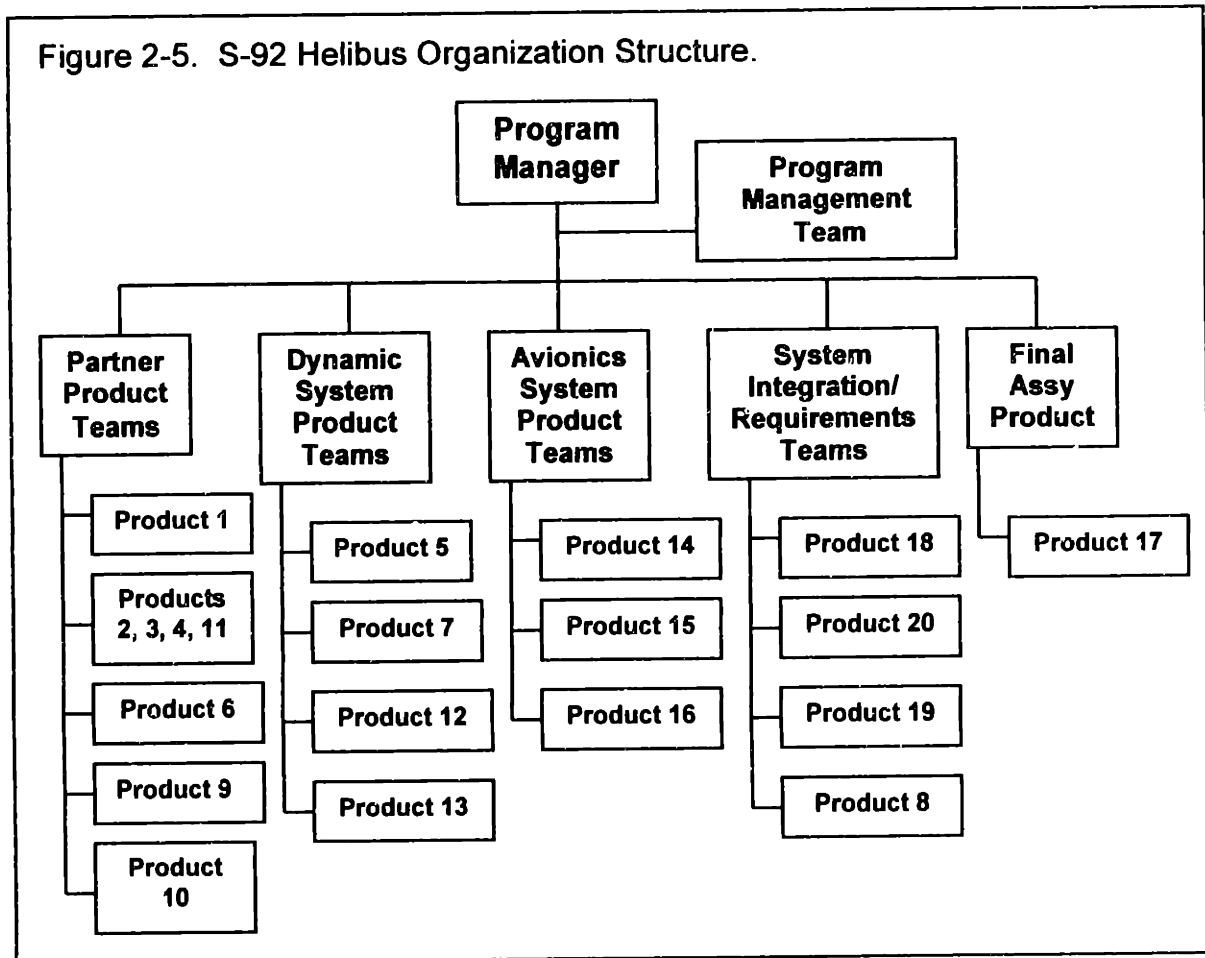 Figure 2-5. S-92 Helibus Organization Structure.
Program
Manager
Program
Management
Team
Partner
Product
Teams
Dynamic
System
Product
Teams
Avionics
System
Product
Teams
System
Integration/
Requirements
Teams
Final
Assy
Product
Product 1
Products
2, 3, 4, 11
Product 6
Product 9
Product
10
Product 5
Product 7
Product 12
Product 13
Product 14
Product 15
Product 16
Product 18
Product 20
Product 19
Product 8
Product 17